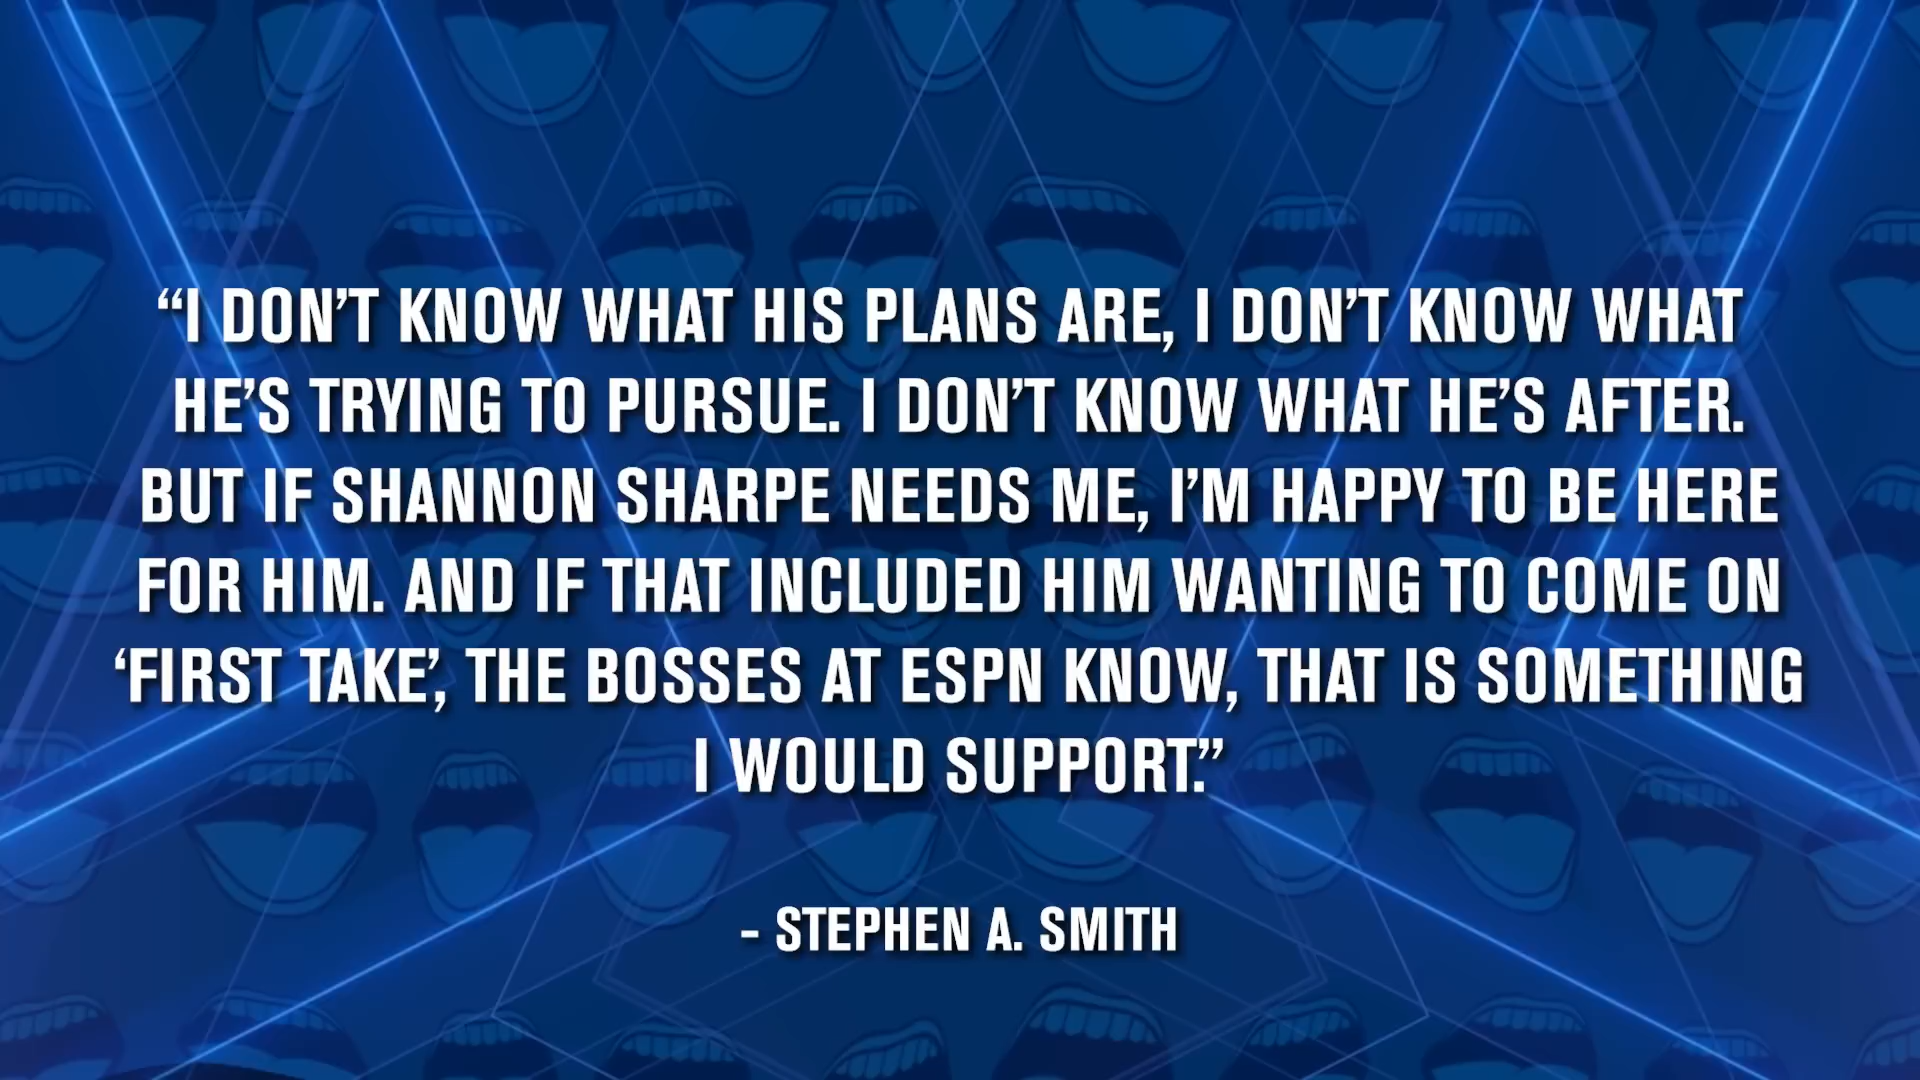 “I DON’T KNOW WHAT HIS PLANS ARE, I DON’T KNOW WHAT
HE’S TRYING TO PURSUE. I DON’T KNOW WHAT HE’S AFTER.
BUT IF SHANNON SHARPE NEEDS ME, I’M HAPPY TO BE HERE
FOR HIM. AND IF THAT INCLUDED HIM WANTING TO COME ON
‘FIRST TAKE’, THE BOSSES AT ESPN KNOW, THAT IS SOMETHING
I WOULD SUPPORT.”
- STEPHEN A. SMITH